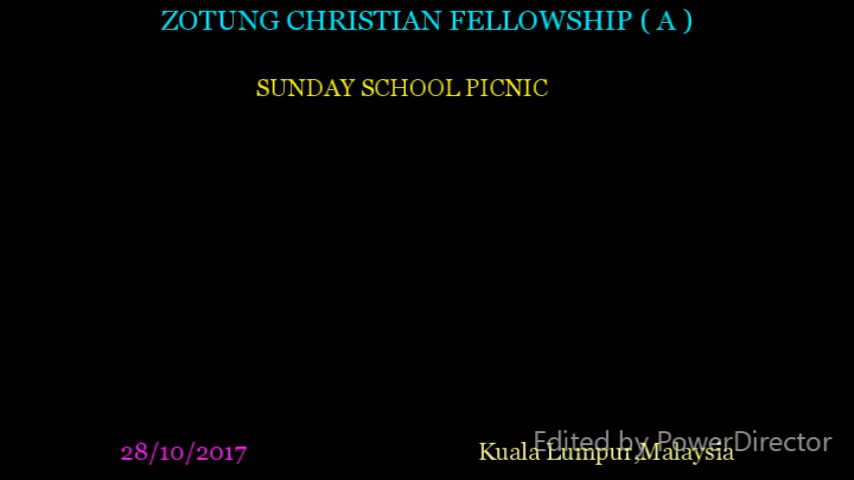 ZOTUNG CHRISTIAN FELLOWSHIP ( A )
SUNDAY SCHOOL PICNIC
Edited by PowerDirector
28/10/2017
Kuala Lumpur,Malaysia